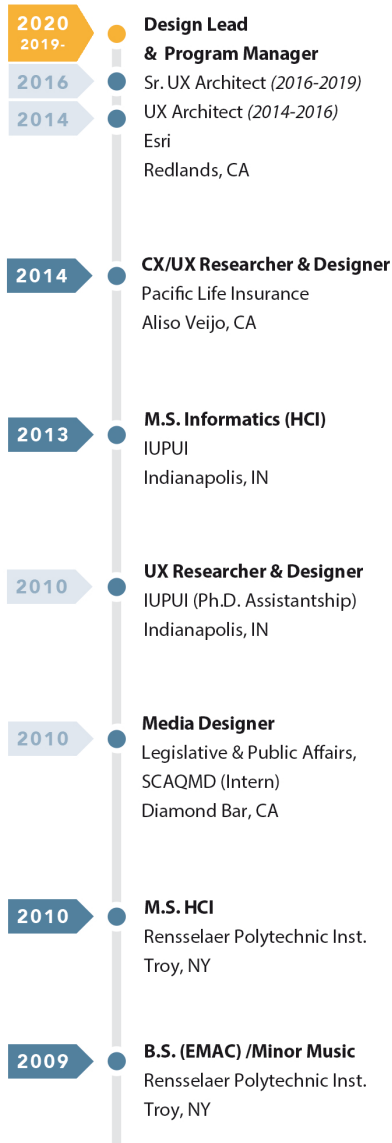 2020
2019-
Design Lead
& Program Manager
2016
Sr. UX Architect (2016-2019)
2014
UX Architect (2014-2016)
Esri
Redlands, CA
2014
CX/UX Researcher & Designer
Pacific Life Insurance
Aliso Veijo, CA
2013
M.S. Informatics (HCI)
IUPUI
Indianapolis, IN
2010
UX Researcher & Designer
IUPUI (Ph.D. Assistantship)
Indianapolis, IN
2010
Media Designer
Legislative & Public Affairs,
SCAQMD (Intern)
Diamond Bar, CA
2010
M.S. HCI
Rensselaer Polytechnic Inst.
Troy, NY
2009
B.S. (EMAC) /Minor Music
Rensselaer Polytechnic Inst.
Troy, NY